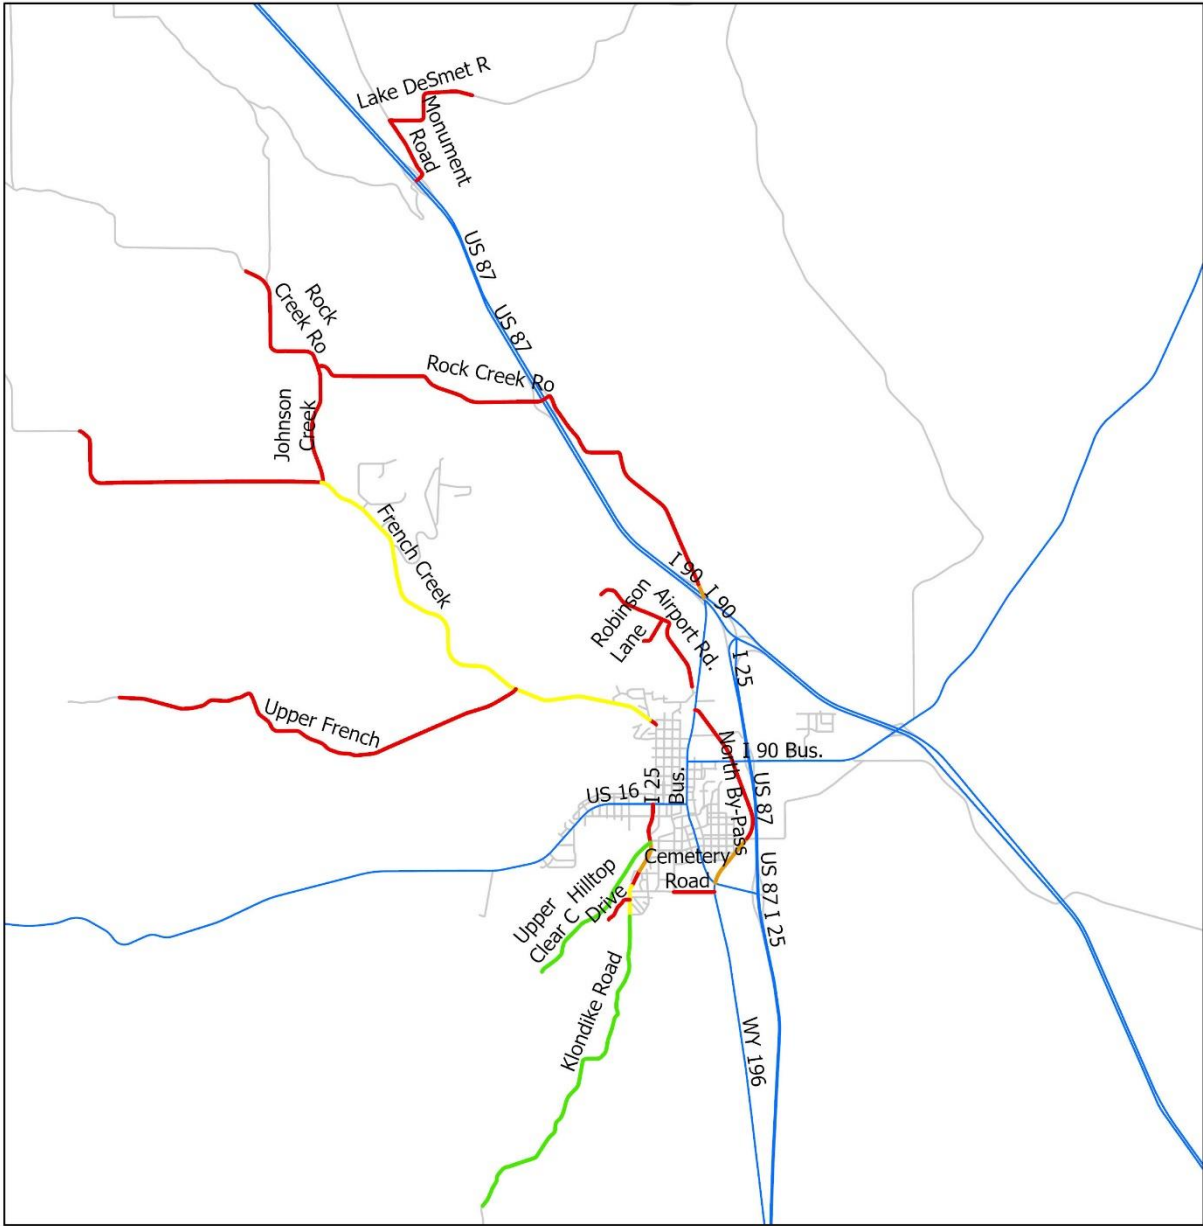 Lake DeSmet R
Monument
Road
US 87
US 87
Rock
Creek Ro
Rock Creek Ro
Johnson
Creek
French Creek
I 90
I 90
Robinson
Lane
Airport Rd.
I 25
Upper French
North By-Pass
I 90 Bus.
US 16
I 25
Bus.
US 87
Cemetery
Road
US 87
I 25
Upper
Clear C
Hilltop
Drive
Klondike Road
WY 196